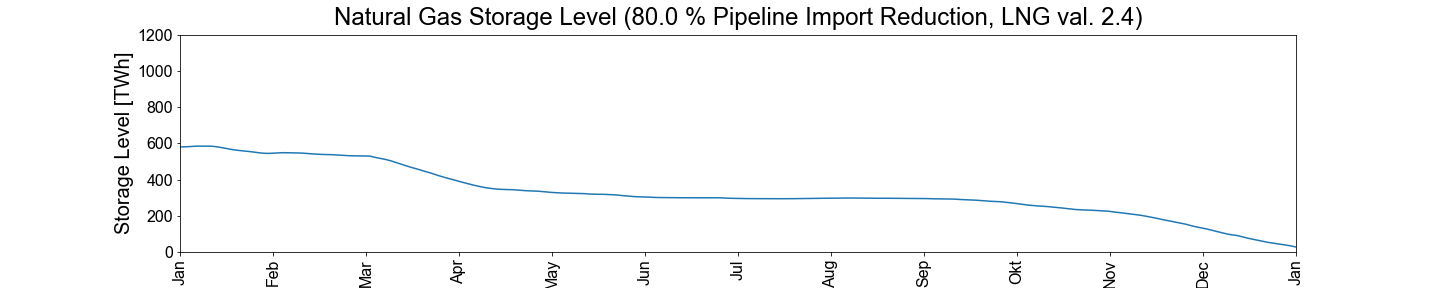 Natural Gas Storage Level (80.0 % Pipeline Import Reduction, LNG val. 2.4)
Storage Level [TWh]
1200
1000
800
600
400
200
0
Jan
Feb
Mar
Apr
May
Jun
Jul
Aug
Sep
Okt
Nov
Dec
Jan